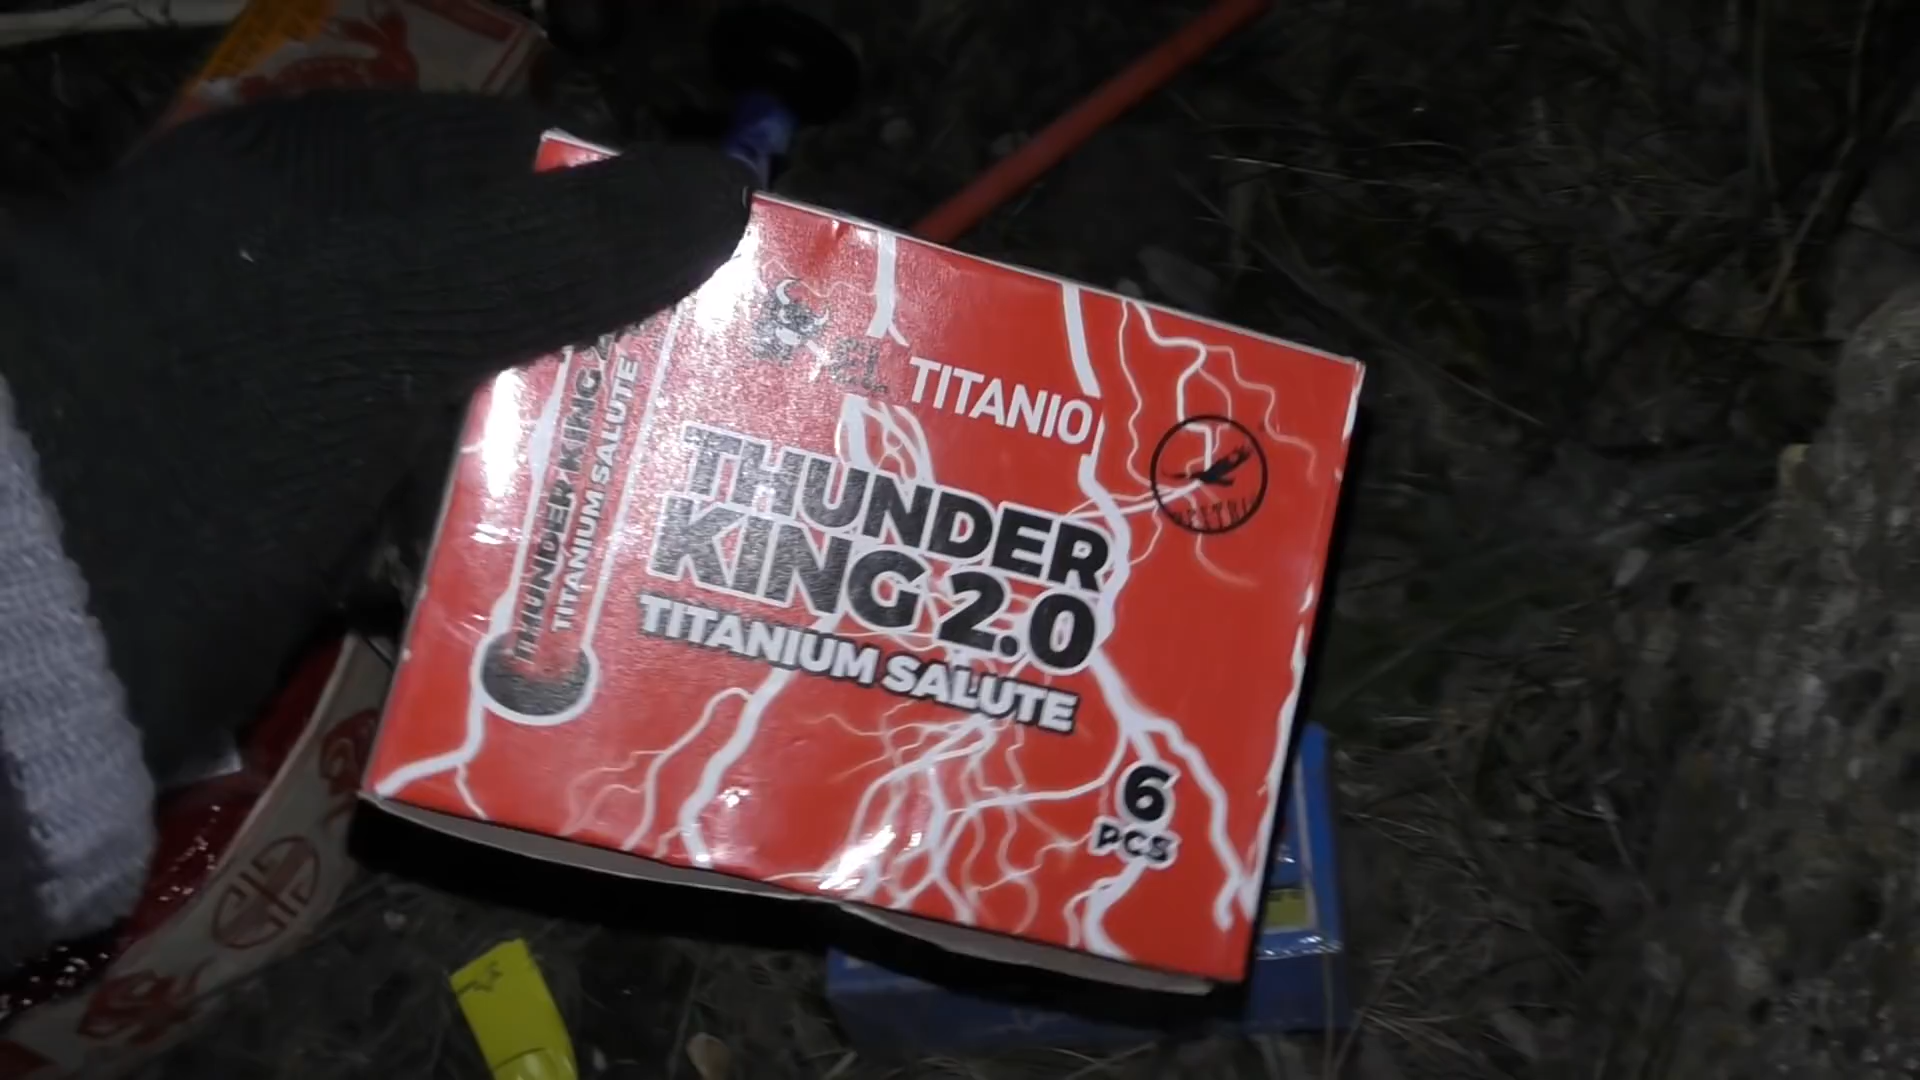 EL
TITANIO
THUNDER
KING 2.0
TITANIUM SALUTE
6
PCS
THUNDER KING
TITANIUM SALUTE